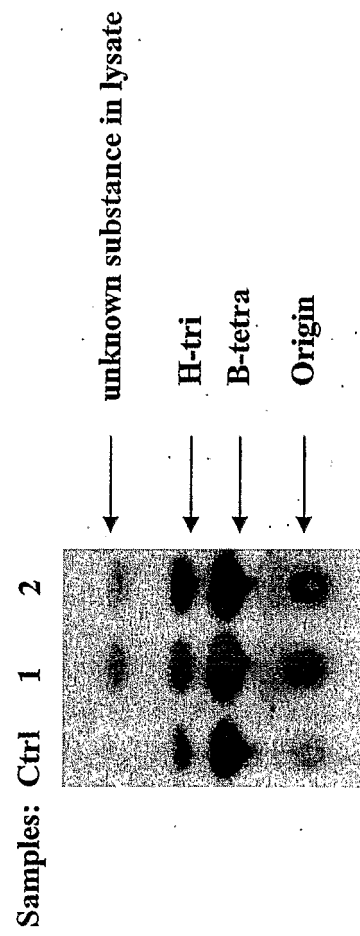 Samples: Ctrl 1 2
unknown substance in lysate
H-tri
B-tetra
Origin